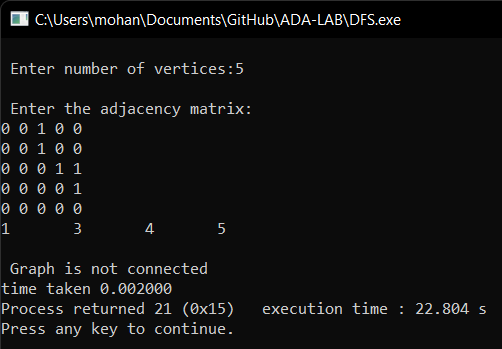 C:\Users\mohan\Documents\GitHub\ADA-LAB\DFS.exe
Enter number of vertices:5
Enter the adjacency matrix:
0 0 1 0 0
0 0 1 0 0
0 0 0 1 1
0 0 0 0 1
0 0 0 0 0
1 3 4 5
Graph is not connected
time taken 0.002000
Process returned 21 (0x15) execution time : 22.804 s
Press any key to continue.